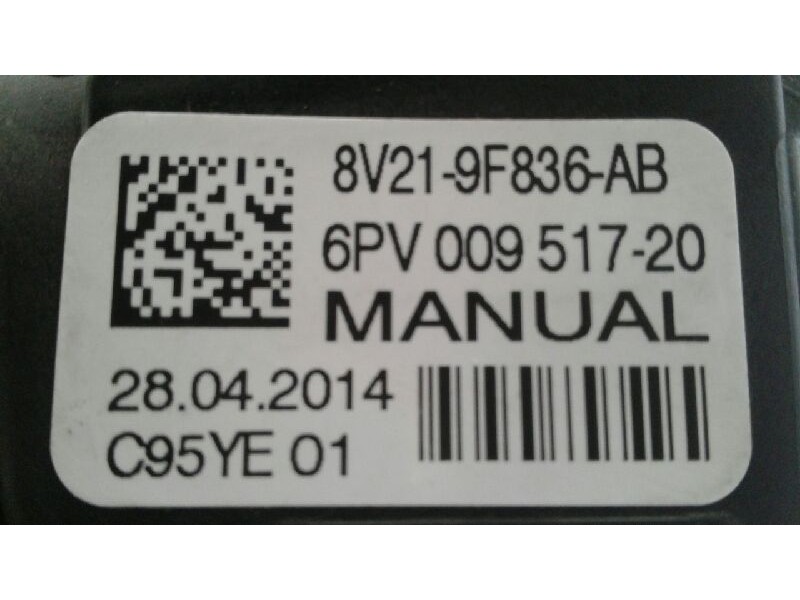 8V21-9F836-AB
6PV 009 517-20
MANUAL
28.04.2014
C95YE 01